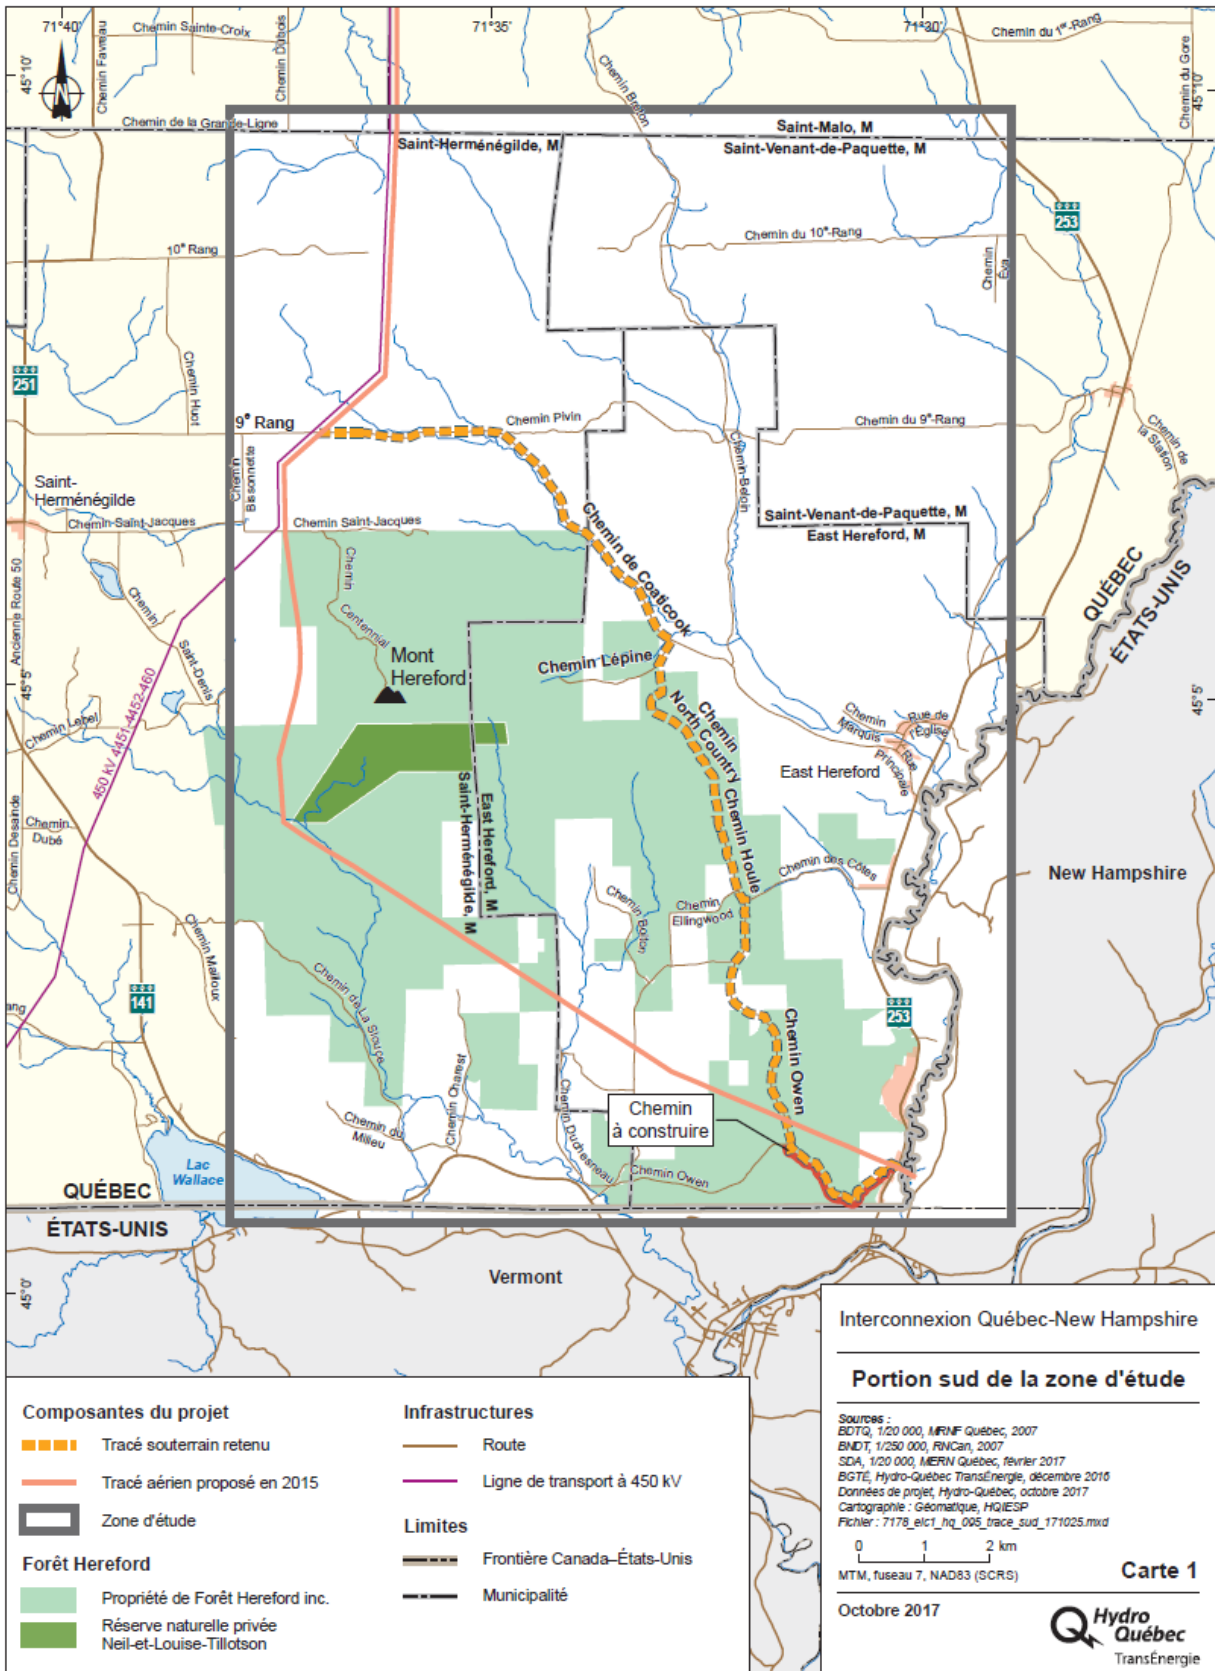 71°40'
71°35'
71°30'
Chemin Sainte-Croix
Chemin Dubois
Chemin Favreau
Chemin du 1er-Rang
Chemin du Gore
45°10'
45°10'
N
Chemin Breton
Chemin de la Grande-Ligne
Saint-Malo, M
Saint-Herménégilde, M
Saint-Venant-de-Paquette, M
253
10e Rang
Chemin du 10e-Rang
Chemin Éva
251
Chemin Huot
9e Rang
Chemin Pivin
Chemin du 9e-Rang
Chemin de la Station
Chemin Bissonnette
Chemin-Beloin
Saint-
Herménégilde
Chemin-Saint-Jacques
Chemin Saint-Jacques
Saint-Venant-de-Paquette, M
East Hereford, M
Chemin de Coaticook
QUÉBEC
ÉTATS-UNIS
Ancienne Route 50
Chemin
Saint-Denis
Chemin
Centennial
Mont
Hereford
Chemin Lépine
Chemin
North Country
45°5'
45°5'
Chemin Lebel
450 kV 4451-4452-460
Chemin
Marquis
Rue de
l'Église
Rue
Principale
East Hereford
East Hereford, M
Saint-Herménégilde, M
Chemin Houle
Chemin Desainde
Chemin
Dubé
Chemin des Côtes
New Hampshire
Chemin
Ellingwood
Chemin Bolton
Chemin Mailloux
Chemin de La Slouce
141
ang
253
Chemin Owen
Chemin Charest
Chemin
à construire
Chemin du
Milieu
Chemin Duchesneau
Chemin Owen
Lac
Wallace
QUÉBEC
ÉTATS-UNIS
Vermont
45°0'
Interconnexion Québec-New Hampshire
Portion sud de la zone d'étude
Sources :
BDTQ, 1/20 000, MRNF Québec, 2007
BNDT, 1/250 000, RNCan, 2007
SDA, 1/20 000, MERN Québec, février 2017
BGTÉ, Hydro-Québec TransÉnergie, décembre 2016
Données de projet, Hydro-Québec, octobre 2017
Cartographie : Géomatique, HQIESP
Fichier : 7178_eic1_hq_095_trace_sud_171025.mxd
0 1 2 km
MTM, fuseau 7, NAD83 (SCRS)
Carte 1
Octobre 2017
Hydro
Québec
TransÉnergie
Composantes du projet
Tracé souterrain retenu
Tracé aérien proposé en 2015
Zone d'étude
Forêt Hereford
Propriété de Forêt Hereford inc.
Réserve naturelle privée
Neil-et-Louise-Tillotson
Infrastructures
Route
Ligne de transport à 450 kV
Limites
Frontière Canada–États-Unis
Municipalité